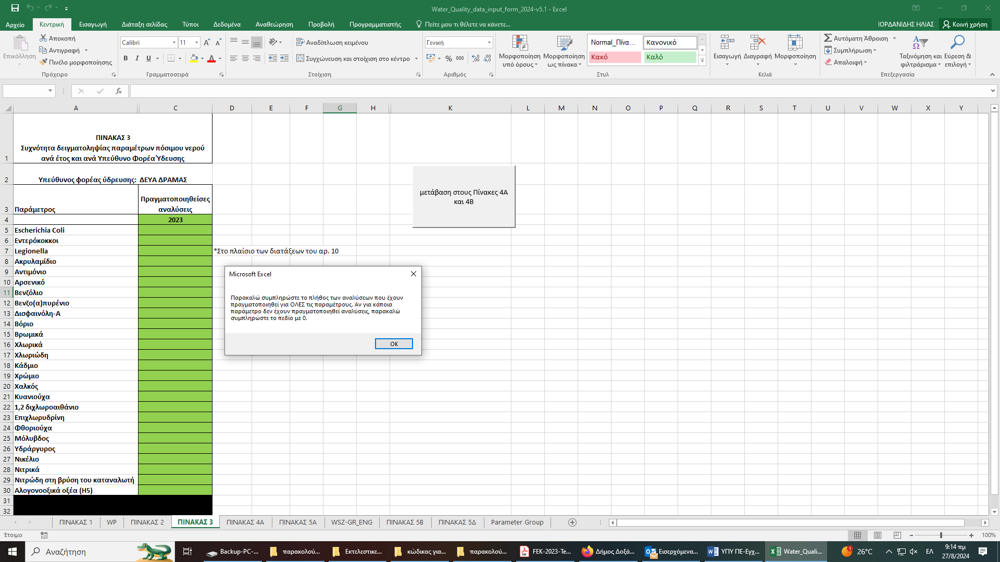 Water_Quality_data_input_form_2024-v5.1 - Excel
Αρχείο Κεντρική Εισαγωγή Διάταξη σελίδας Τύποι Δεδομένα Αναθεώρηση Προβολή Προγραμματιστής Πείτε μου τι θέλετε να κάνετε... ΙΟΡΔΑΝΙΔΗΣ ΗΛΙΑΣ Κοινή χρήση
Επικόλληση
Αποκοπή
Αντιγραφή
Πινέλο μορφοποίησης
Πρόχειρο
Calibri 11
B I U
Γραμματοσειρά
Αναδίπλωση κειμένου
Συγχώνευση και στοίχιση στο κέντρο
Στοίχιση
Γενική
% 000
Αριθμός
Μορφοποίηση υπό όρους
Μορφοποίηση ως πίνακα
Normal_Πίνα... Κανονικό
Κακό Καλό
Στυλ
Εισαγωγή Διαγραφή Μορφοποίηση
Κελιά
Αυτόματη Άθροιση
Συμπλήρωση
Απαλοιφή
Ταξινόμηση και φιλτράρισμα
Εύρεση & επιλογή
Επεξεργασία
fx
A C D E F G H K L M N O P Q R S T U V W X Y
ΠΙΝΑΚΑΣ 3
Συχνότητα δειγματοληψίας παραμέτρων πόσιμου νερού
1 ανά έτος και ανά Υπεύθυνο Φορέα Ύδευσης
2 Υπεύθυνος φορέας ύδρευσης: ΔΕΥΑ ΔΡΑΜΑΣ
μετάβαση στους Πίνακες 4Α
και 4Β
Πραγματοποιηθείσες
3 Παράμετρος αναλύσεις
4 2023
5 Escherichia Coli
6 Εντερόκοκκοι
7 Legionella *Στο πλαίσιο των διατάξεων του αρ. 10
8 Ακρυλαμίδιο
9 Αντιμόνιο
10 Αρσενικό
11 Βενζόλιο
12 Βενζο(α)πυρένιο
13 Δισφαινόλη-Α
14 Βόριο
15 Βρωμικά
16 Χλωρικά
17 Χλωριώδη
18 Κάδμιο
19 Χρώμιο
20 Χαλκός
21 Κυανιούχα
22 1,2 διχλωροαιθάνιο
23 Επιχλωρυδρίνη
24 Φθοριούχα
25 Μόλυβδος
26 Υδράργυρος
27 Νικέλιο
28 Νιτρικά
29 Νιτρώδη στη βρύση του καταναλωτή
30 Αλογονοοξικά οξέα (Η5)
31
32
Microsoft Excel
Παρακαλώ συμπληρώστε το πλήθος των αναλύσεων που έχουν
πραγματοποιηθεί για ΟΛΕΣ τις παραμέτρους. Αν για κάποια
παράμετρο δεν έχουν πραγματοποιηθεί αναλύσεις, παρακαλώ
συμπληρώστε το πεδίο με 0.
OK
ΠΙΝΑΚΑΣ 1 WP ΠΙΝΑΚΑΣ 2 ΠΙΝΑΚΑΣ 3 ΠΙΝΑΚΑΣ 4Α ΠΙΝΑΚΑΣ 5Α WSZ-GR_ENG ΠΙΝΑΚΑΣ 5Β ΠΙΝΑΚΑΣ 5Δ Parameter Group
Έτοιμο 100%
Αναζήτηση Backup-PC-... παρακολού... Εκτελεστικε... κώδικας για... παρακολού... FEK-2023-Te... Δήμος Δοξά... Εισερχόμενα... ΥΠΥ ΠΕ-Εγχ... Water_Quali... 1 26°C ΕΛ 9:14 πμ
27/8/2024